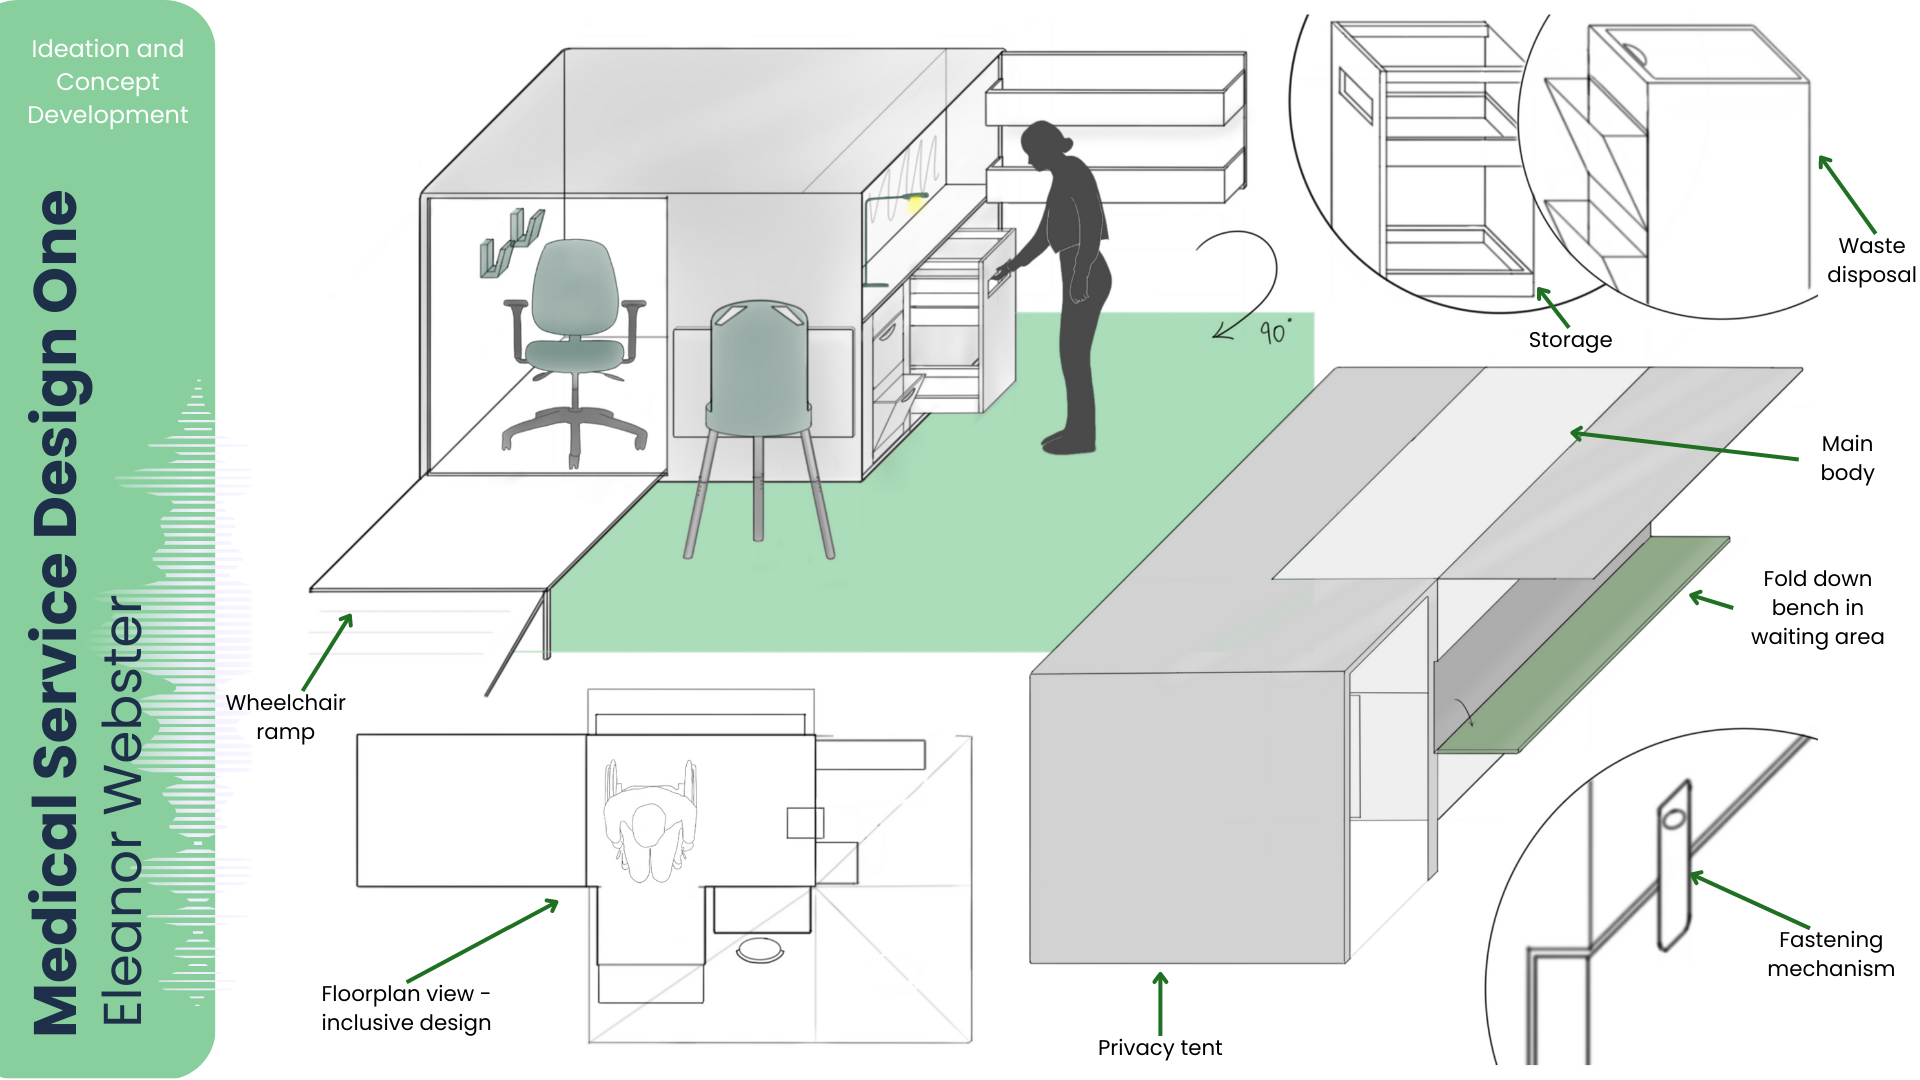 Ideation and
Concept
Development
Medical Service Design One
Eleanor Webster
90°
Waste
disposal
Storage
Main
body
Fold down
bench in
waiting area
Wheelchair
ramp
Fastening
mechanism
Floorplan view -
inclusive design
Privacy tent